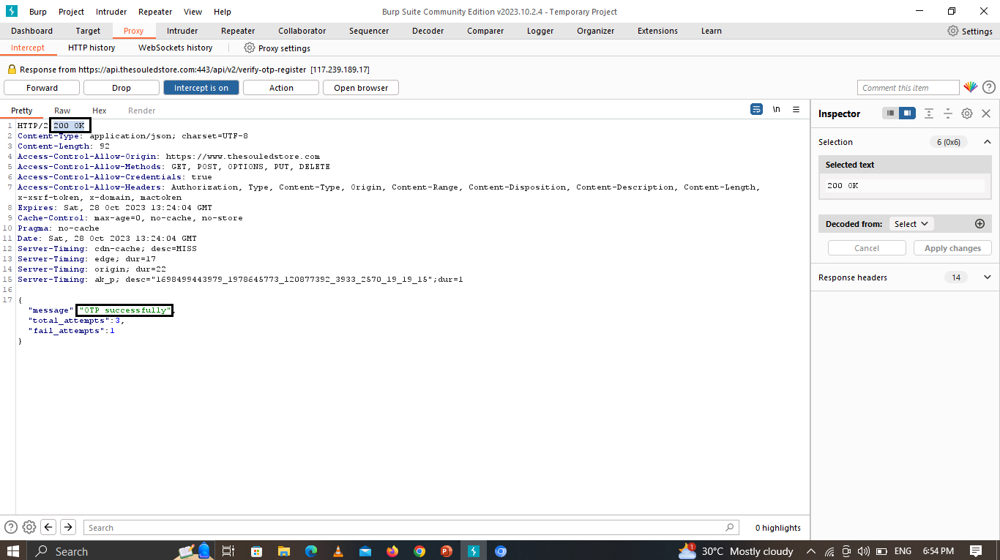 Burp Project Intruder Repeater View Help Burp Suite Community Edition v2023.10.2.4 - Temporary Project
Dashboard Target Proxy Intruder Repeater Collaborator Sequencer Decoder Comparer Logger Organizer Extensions Learn Settings
Intercept HTTP history WebSockets history Proxy settings
Response from https://api.thesouledstore.com:443/api/v2/verify-otp-register [117.239.189.17]
Forward Drop Intercept is on Action Open browser Comment this item
Pretty Raw Hex Render \n
1 HTTP/2 200 OK
2 Content-Type: application/json; charset=UTF-8
3 Content-Length: 92
4 Access-Control-Allow-Origin: https://www.thesouledstore.com
5 Access-Control-Allow-Methods: GET, POST, OPTIONS, PUT, DELETE
6 Access-Control-Allow-Credentials: true
7 Access-Control-Allow-Headers: Authorization, Type, Content-Type, Origin, Content-Range, Content-Disposition, Content-Description, Content-Length,
x-xsrf-token, x-domain, mactoken
8 Expires: Sat, 28 Oct 2023 13:24:04 GMT
9 Cache-Control: max-age=0, no-cache, no-store
10 Pragma: no-cache
11 Date: Sat, 28 Oct 2023 13:24:04 GMT
12 Server-Timing: cdn-cache; desc=MISS
13 Server-Timing: edge; dur=17
14 Server-Timing: origin; dur=22
15 Server-Timing: ak_p; desc="1698499443979_1978645773_120877392_3933_2570_19_19_15";dur=1
16
17 {
"message" "OTP successfully",
"total_attempts":3,
"fail_attempts":1
}
Inspector
Selection 6 (0x6)
Selected text
200 OK
Decoded from: Select
Cancel Apply changes
Response headers 14
Search 0 highlights
Search 1 30°C Mostly cloudy ENG 6:54 PM